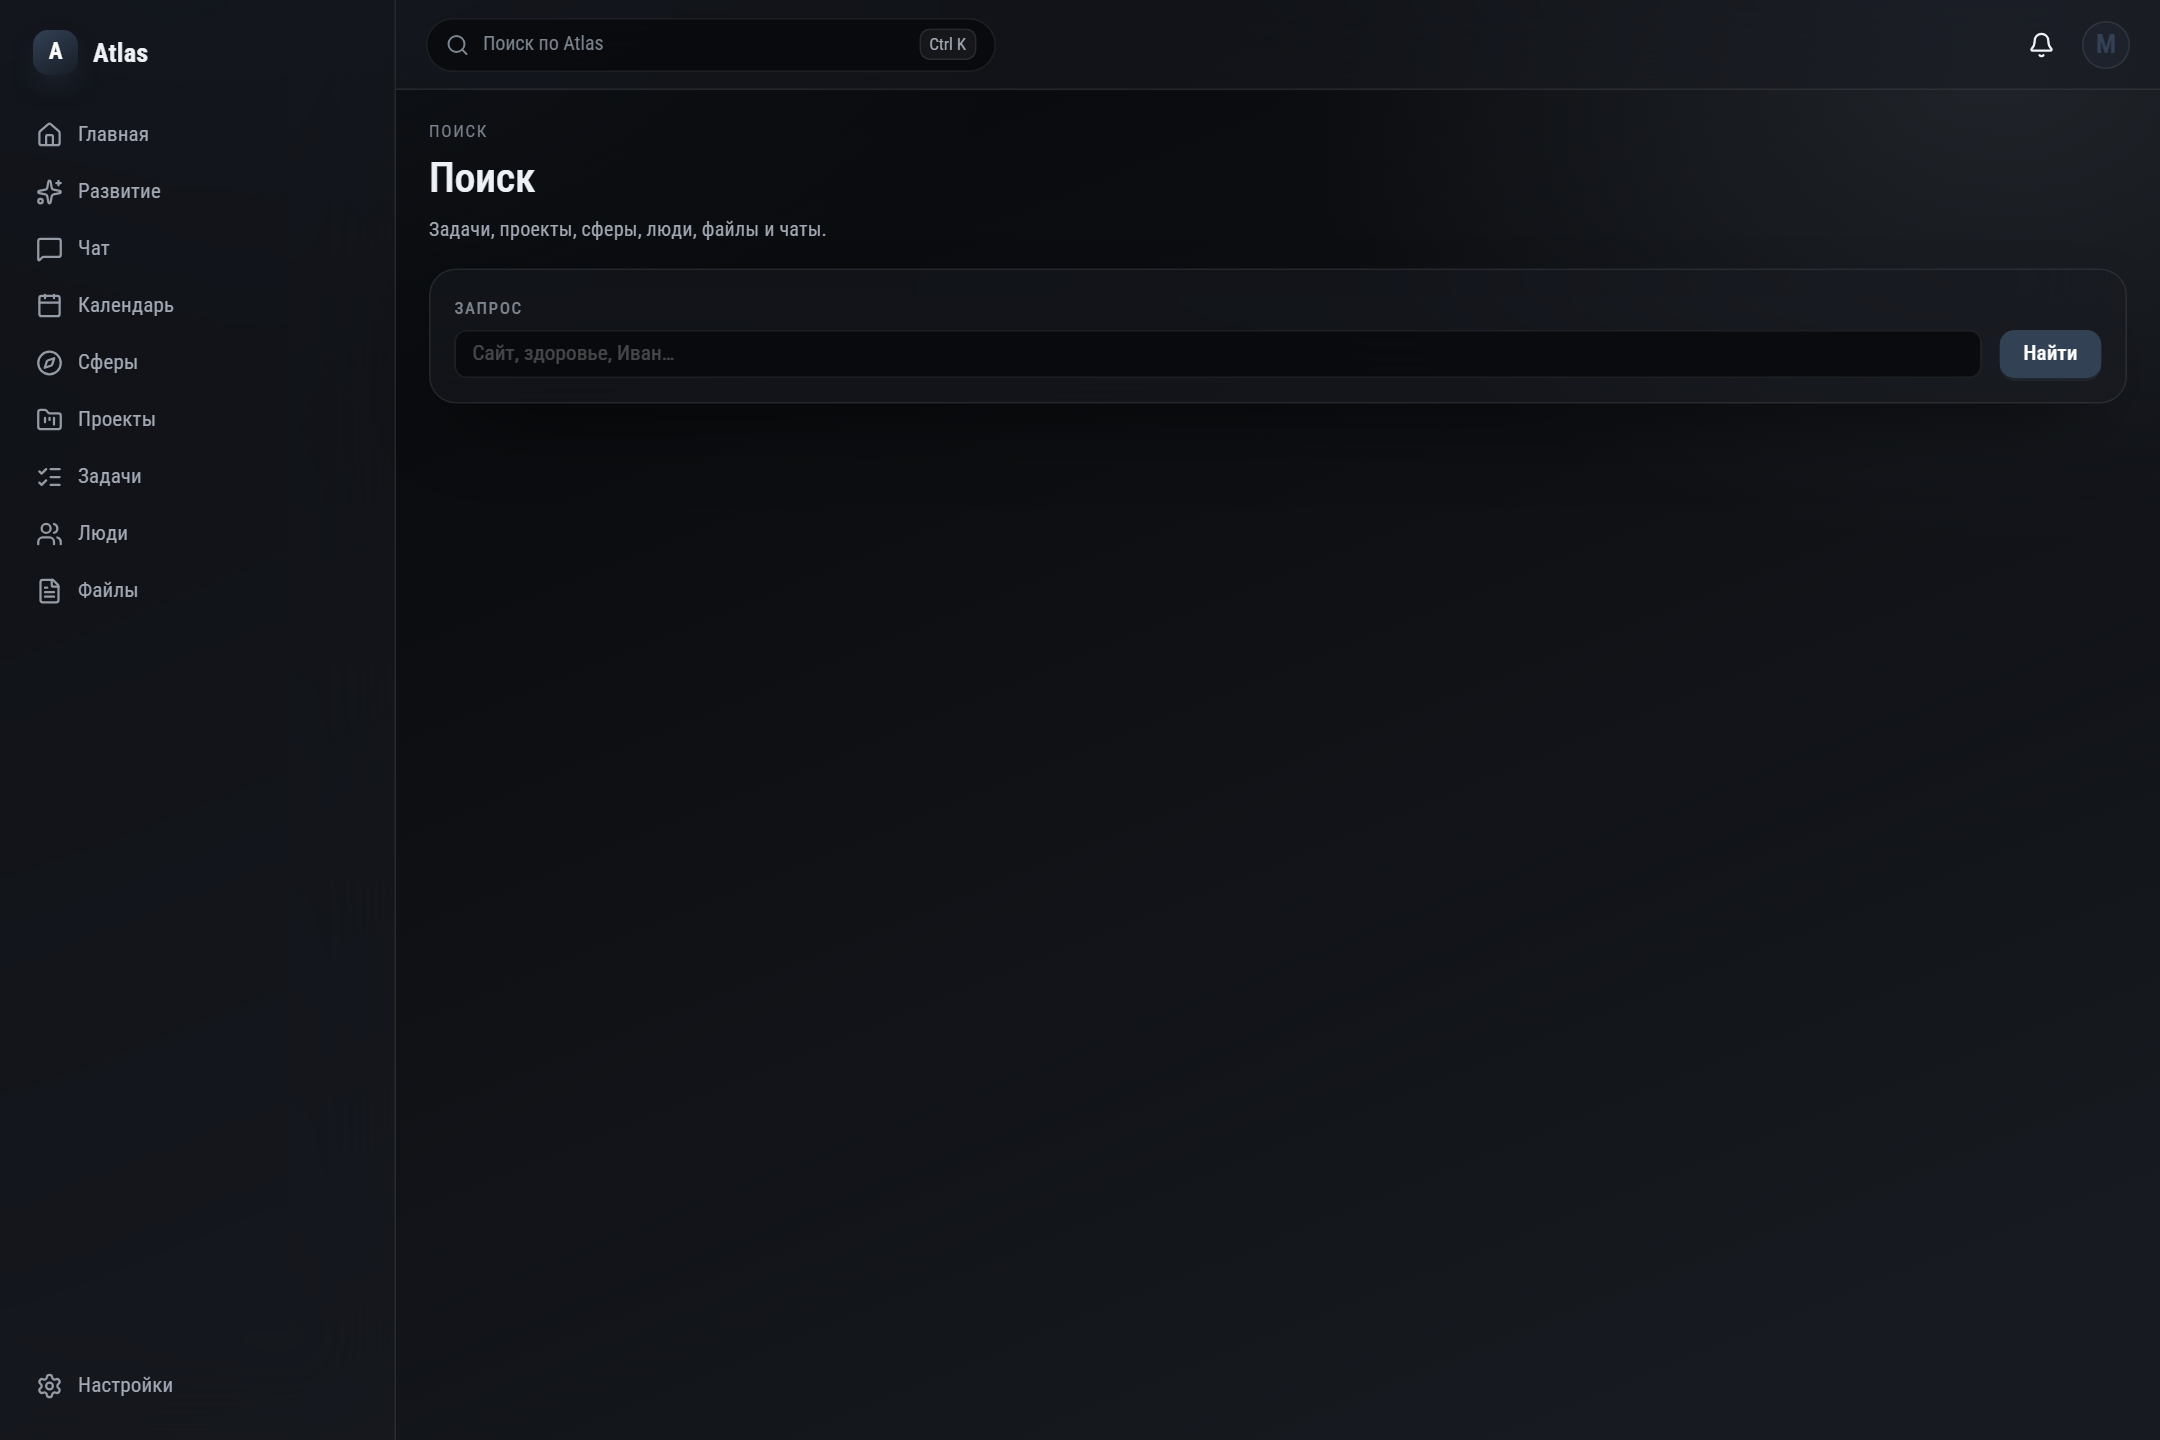 A Atlas
Поиск по Atlas Ctrl K
M
Главная
Развитие
Чат
Календарь
Сферы
Проекты
Задачи
Люди
Файлы
Настройки
ПОИСК
Поиск
Задачи, проекты, сферы, люди, файлы и чаты.
ЗАПРОС
Сайт, здоровье, Иван…
Найти